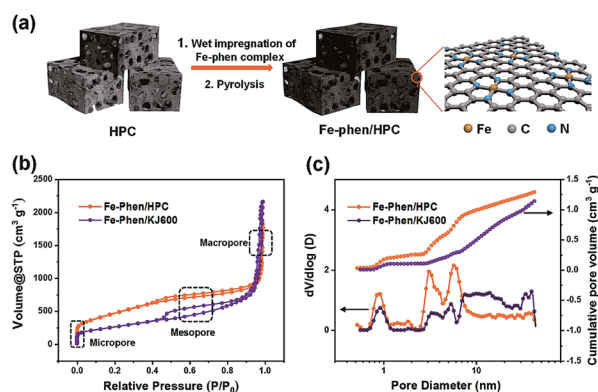 (a)
1. Wet impregnation of
Fe-phen complex
2. Pyrolysis
HPC
Fe-phen/HPC
Fe C N
(b)
Volume@STP (cm³ g⁻¹)
2500
2000
1500
1000
500
0
Fe-Phen/HPC
Fe-Phen/KJ600
Macropore
Mesopore
Micropore
0.0 0.2 0.4 0.6 0.8 1.0
Relative Pressure (P/P₀)
(c)
dV/dlog (D)
4
2
0
Fe-Phen/HPC
Fe-Phen/KJ600
1 10
Pore Diameter (nm)
1.5
1.0
0.5
0.0
-0.5
-1.0
Cumulative pore volume (cm³ g⁻¹)